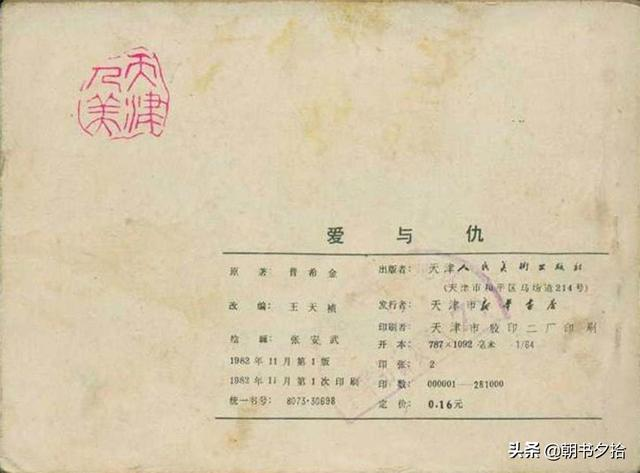 天津
人美
爱与仇
原著 普希金
改编 王天祯
绘画 张安武
1982年11月第1版
1982年11月第1次印刷
统一书号: 8073·30698
出版者: 天津人民美術出版社
(天津市和平区马场道214号)
发行者: 天津市新华書店
印刷者: 天津市胶印二厂印刷
开本: 787×1092毫米 1/64
印张: 2
印数: 000001—281000
定价: 0.16元
头条 @朝书夕拾